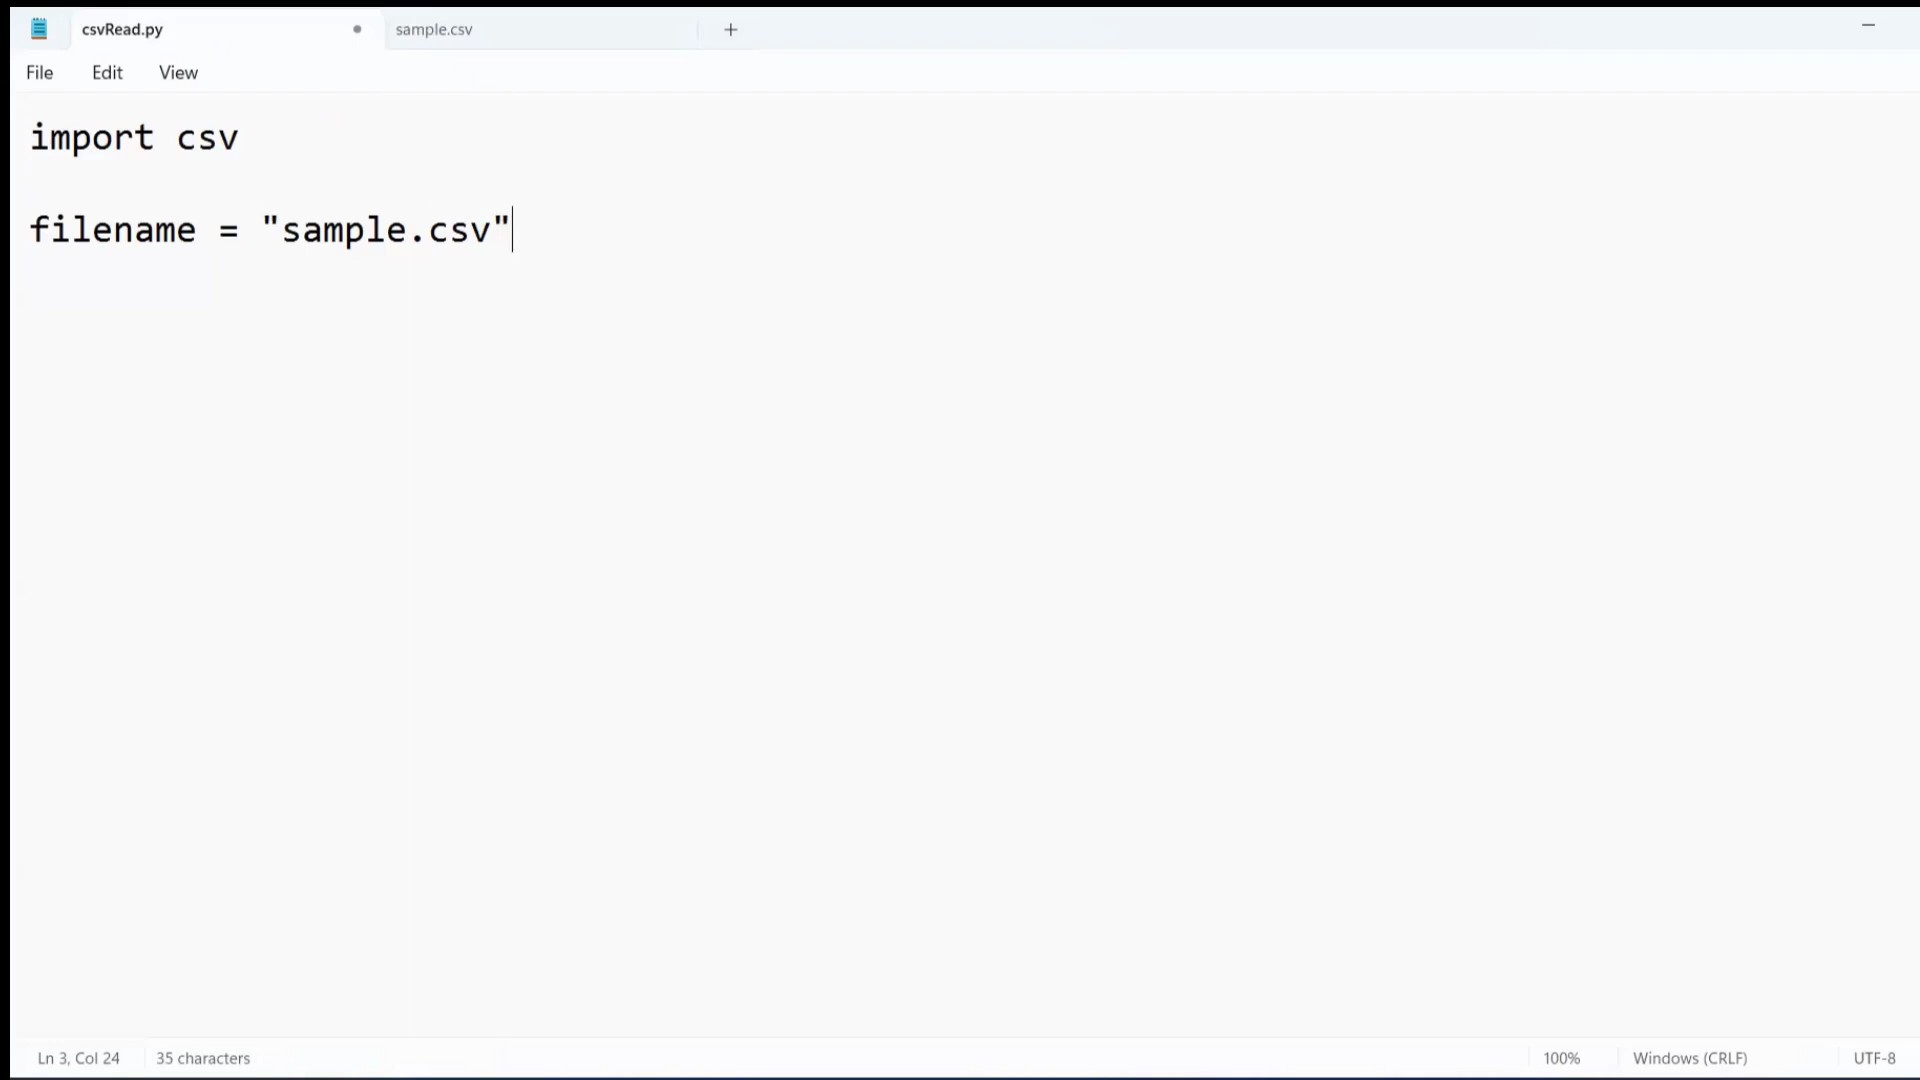 csvRead.py sample.csv
File Edit View
import csv
filename = "sample.csv"
Ln 3, Col 24 35 characters 100% Windows (CRLF) UTF-8